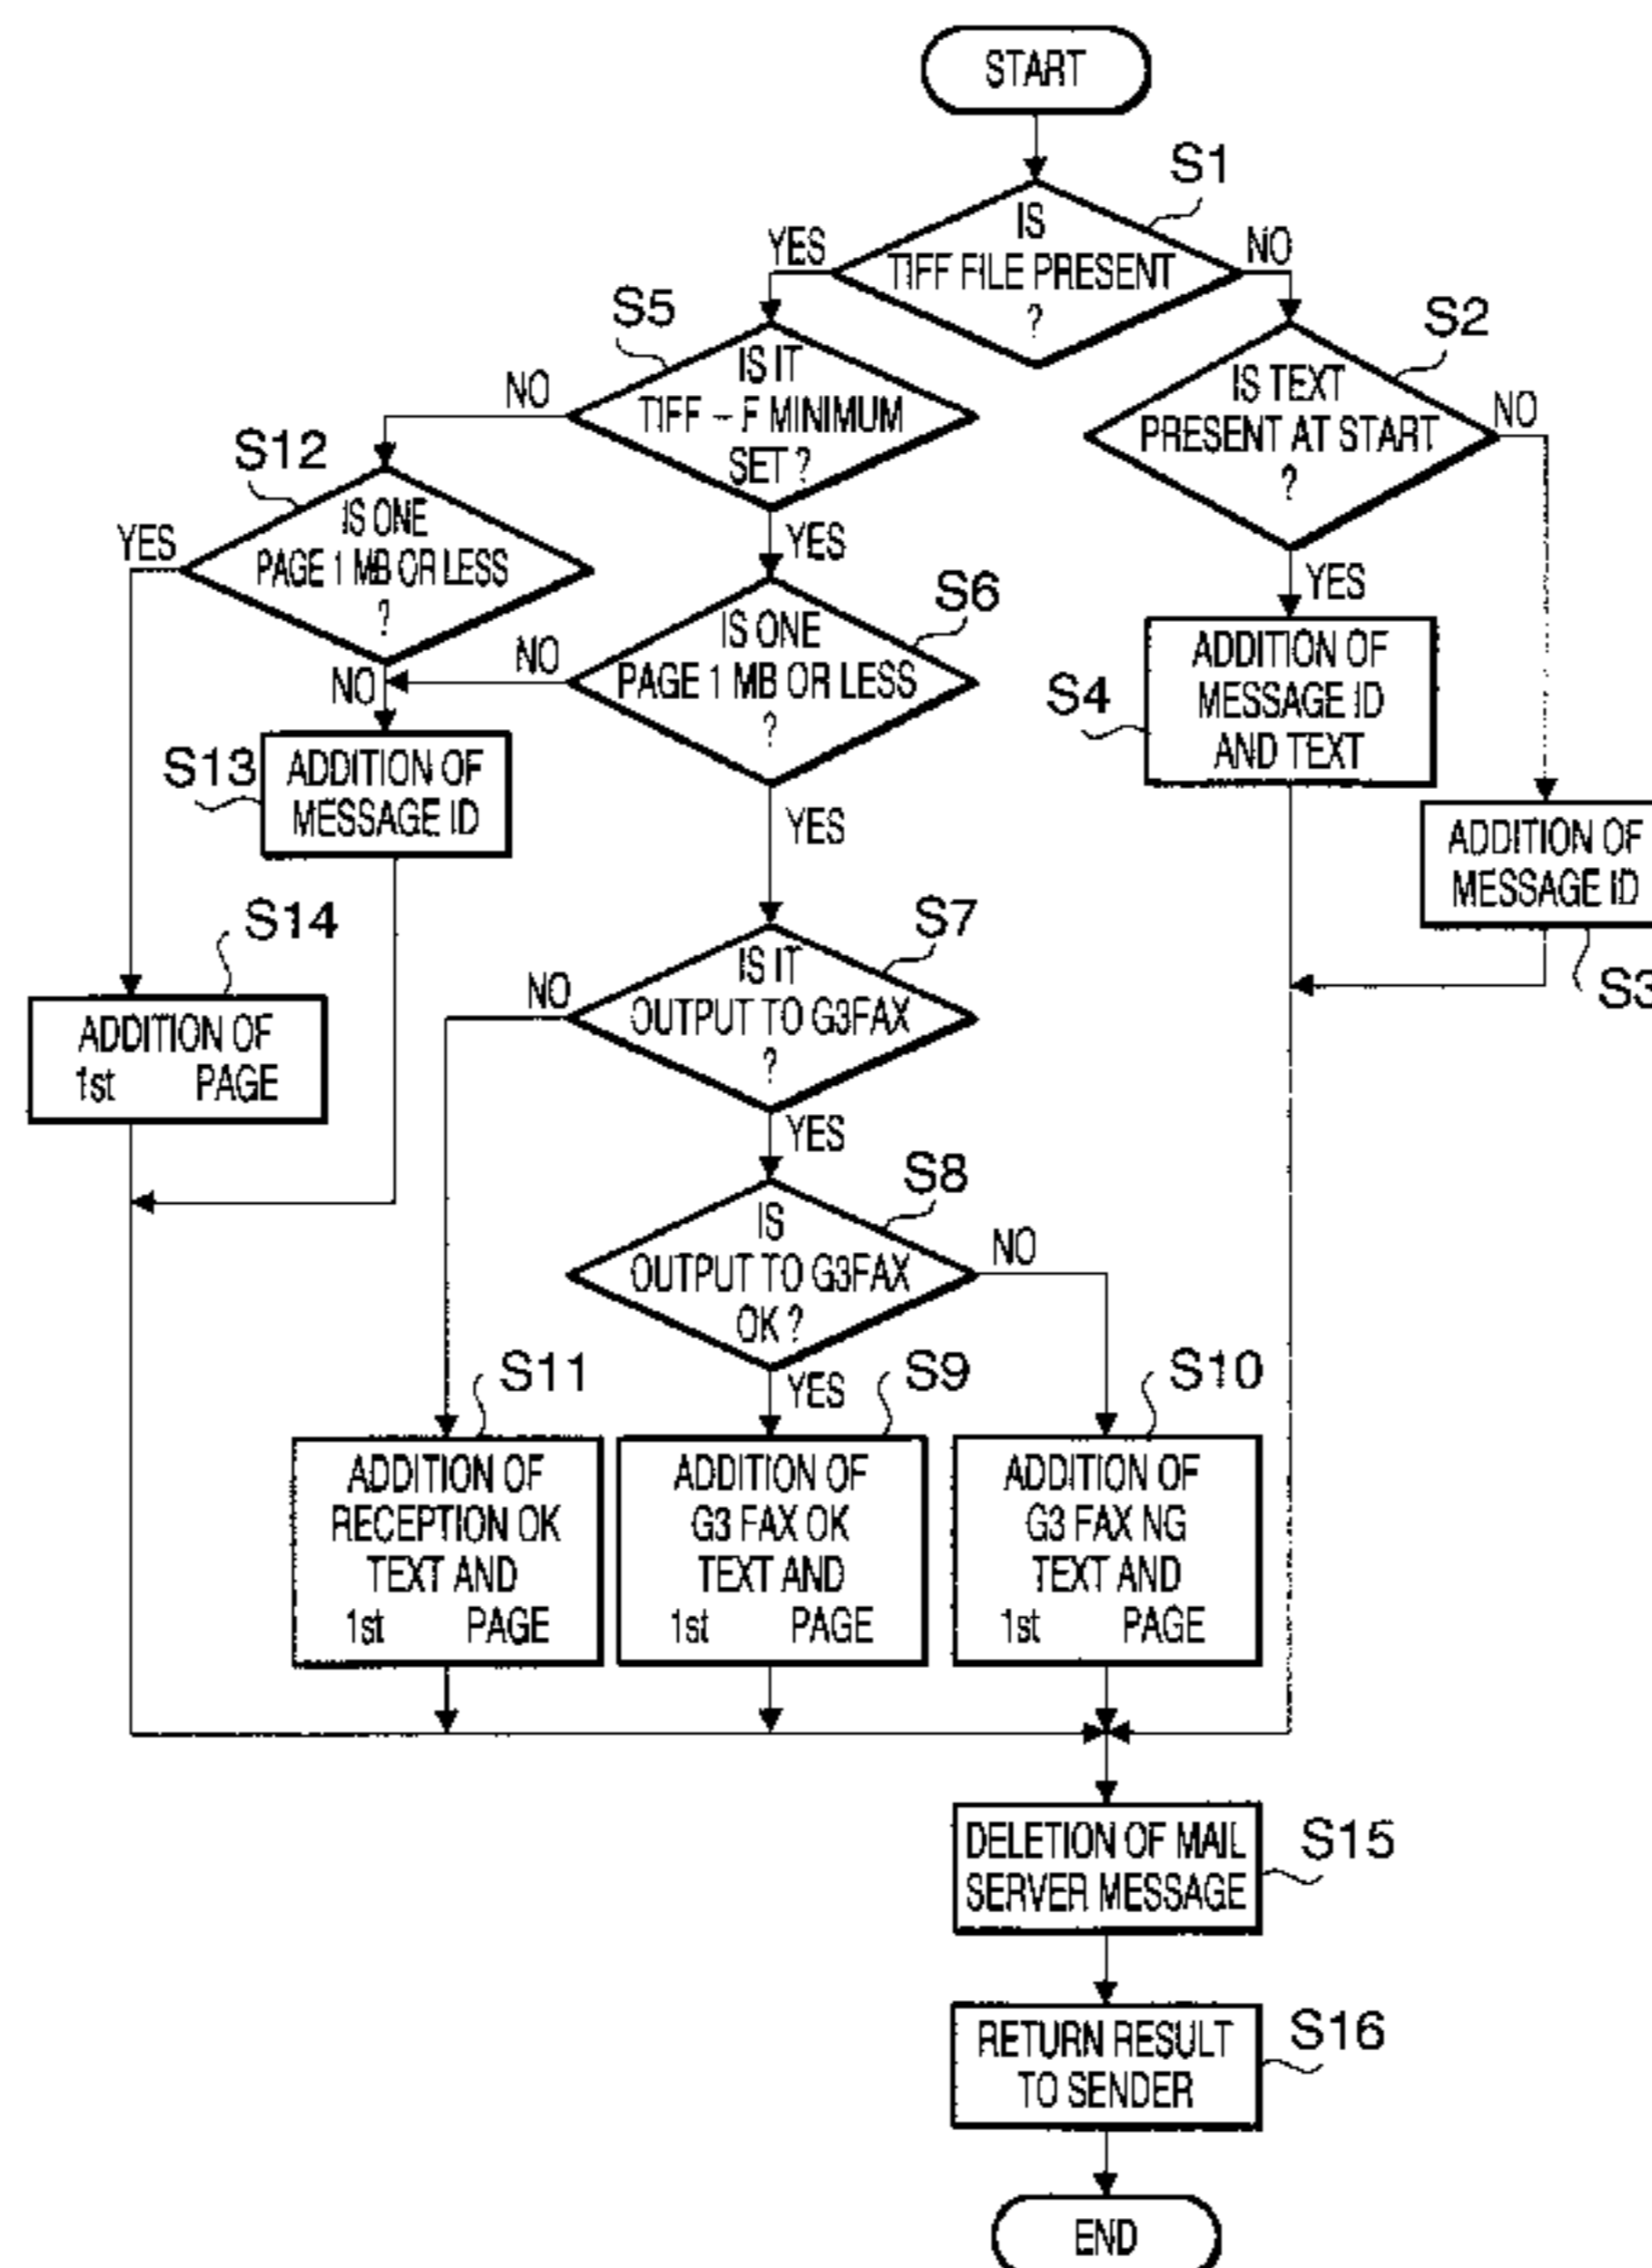 START
S1
IS
TIFF FILE PRESENT
?
YES
NO
S5
IS IT
TIFF – F MINIMUM
SET ?
NO
YES
S2
IS TEXT
PRESENT AT START
?
NO
YES
S12
IS ONE
PAGE 1 MB OR LESS
?
YES
NO
S6
IS ONE
PAGE 1 MB OR LESS
?
NO
YES
S4
ADDITION OF
MESSAGE ID
AND TEXT
S13
ADDITION OF
MESSAGE ID
ADDITION OF
MESSAGE ID
S3
S14
ADDITION OF
1st PAGE
S7
IS IT
OUTPUT TO G3FAX
?
NO
YES
S8
IS
OUTPUT TO G3FAX
OK ?
NO
YES
S11
ADDITION OF
RECEPTION OK
TEXT AND
1st PAGE
S9
ADDITION OF
G3 FAX OK
TEXT AND
1st PAGE
S10
ADDITION OF
G3 FAX NG
TEXT AND
1st PAGE
DELETION OF MAIL
SERVER MESSAGE
S15
RETURN RESULT
TO SENDER
S16
END